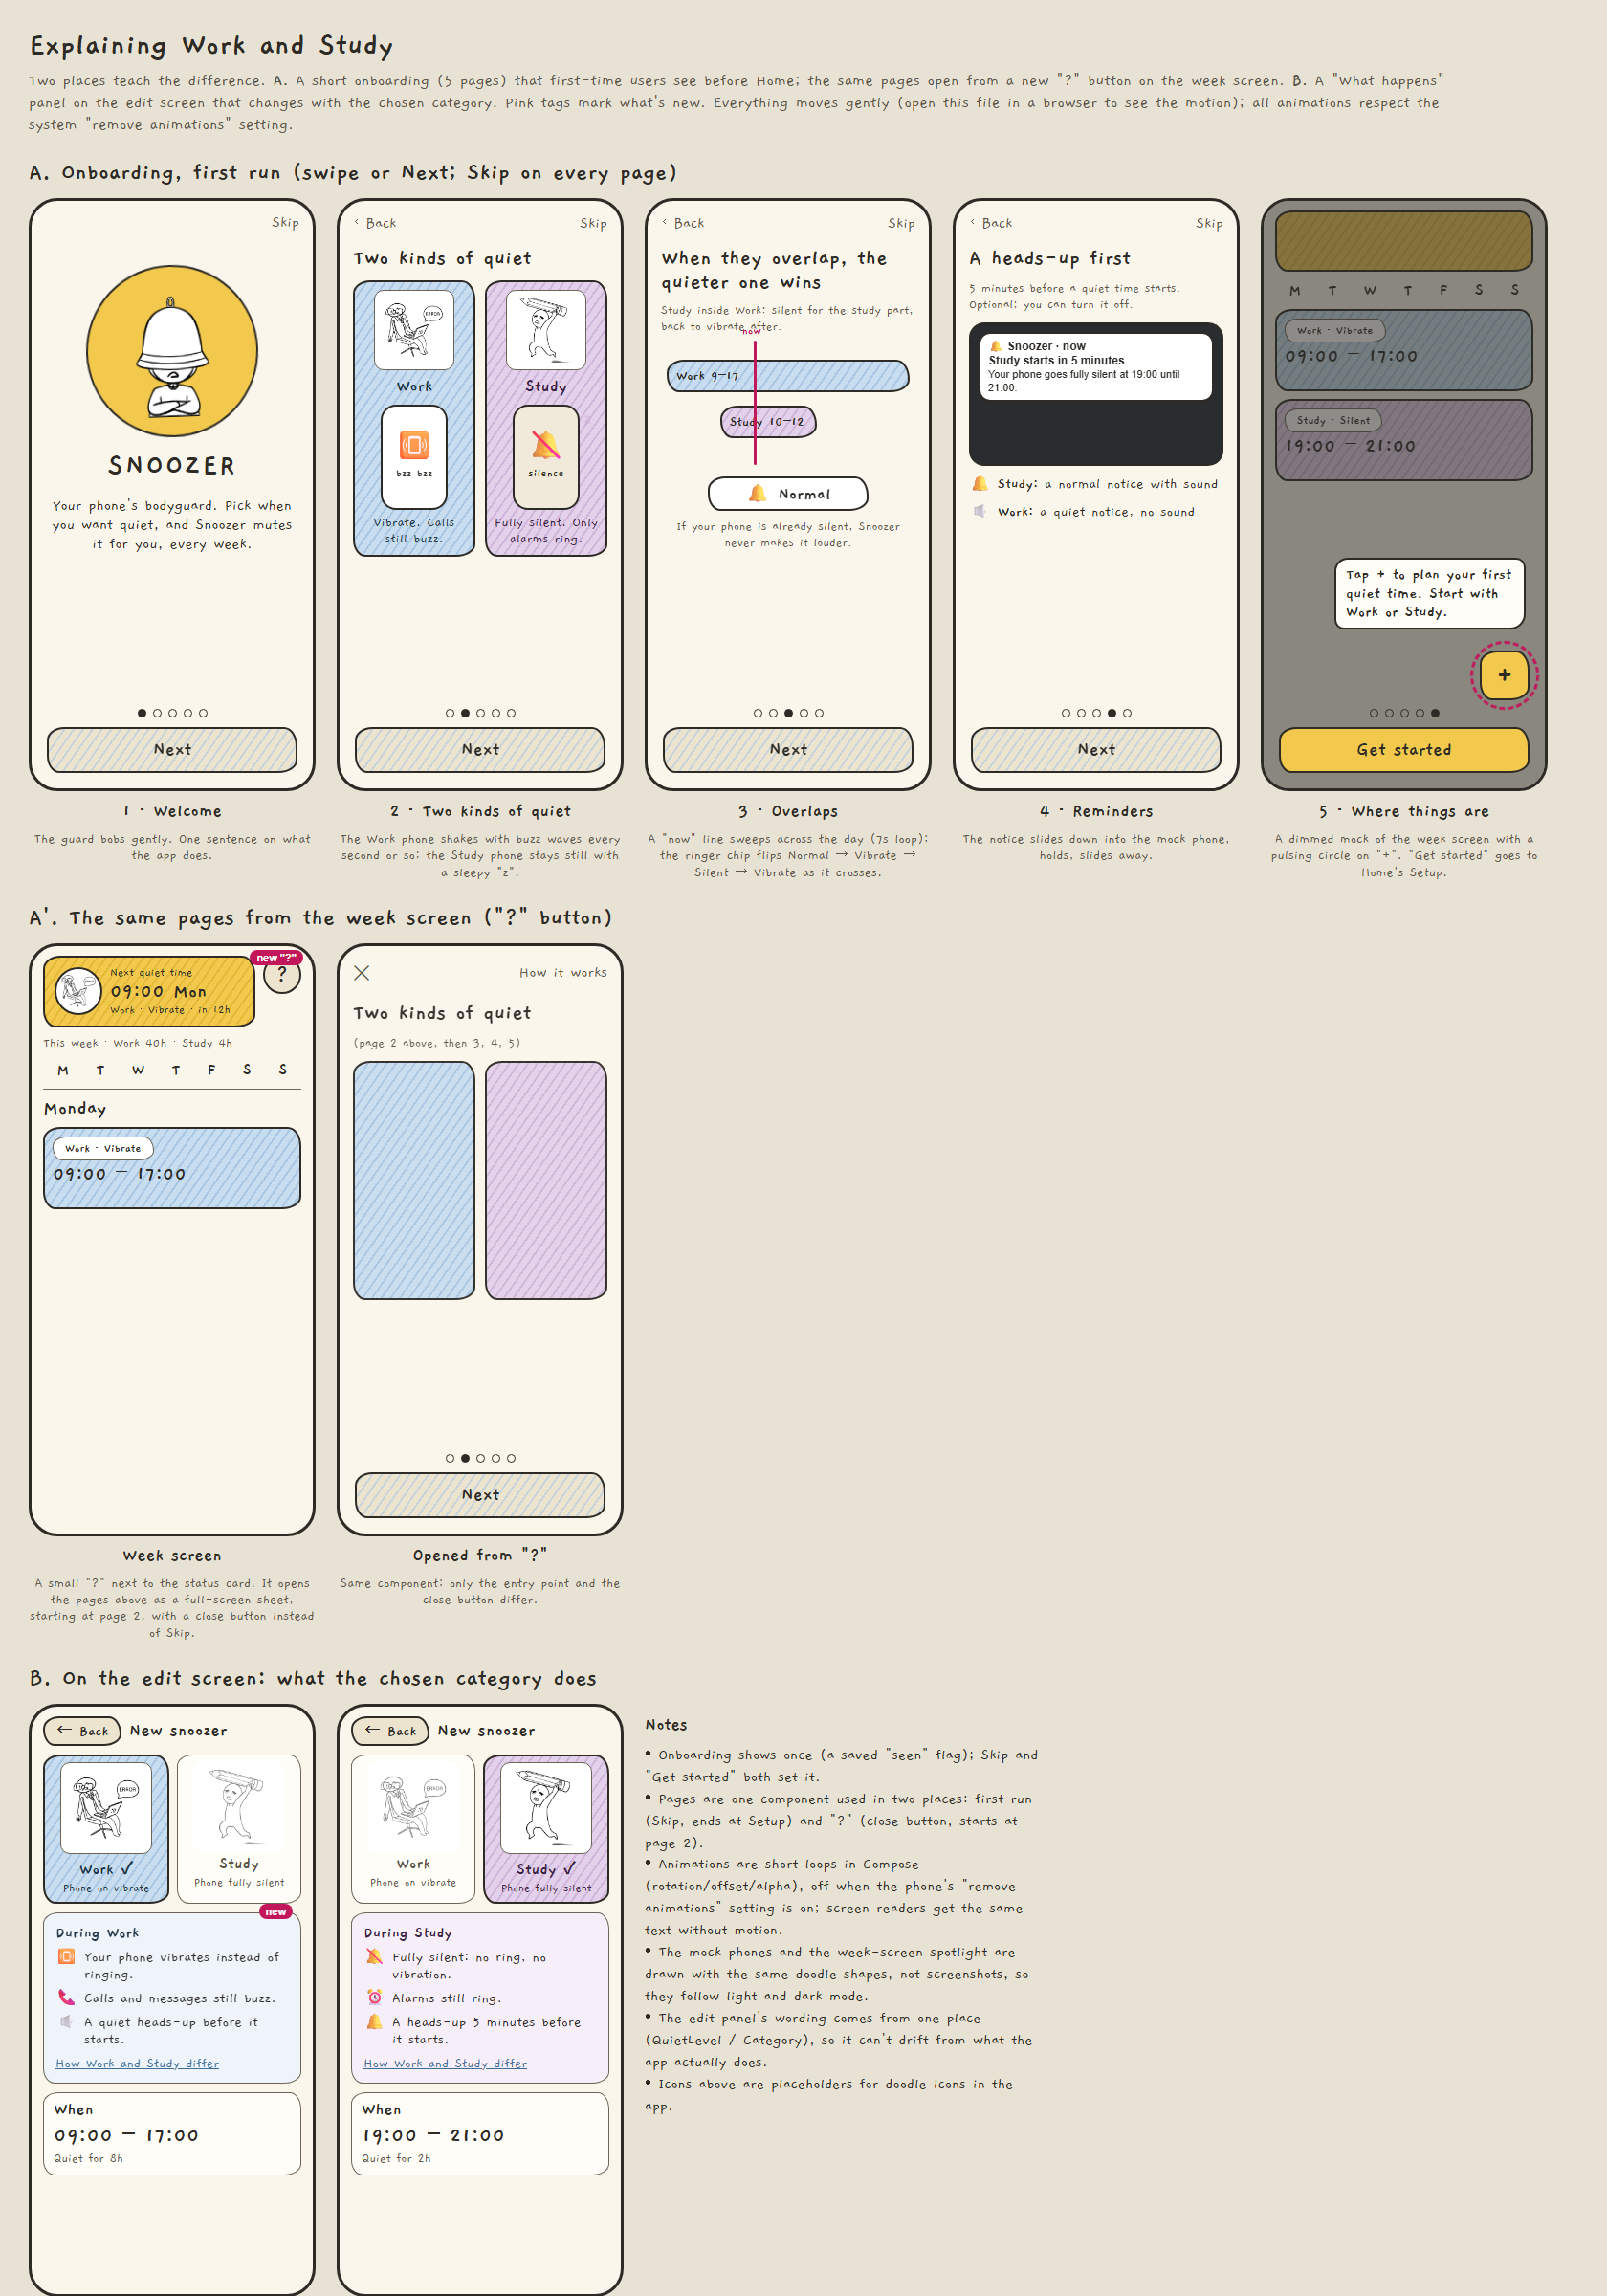 Explaining Work and Study
Two places teach the difference. A. A short onboarding (5 pages) that first-time users see before Home; the same pages open from a new "?" button on the week screen. B. A "What happens"
panel on the edit screen that changes with the chosen category. Pink tags mark what's new. Everything moves gently (open this file in a browser to see the motion); all animations respect the
system "remove animations" setting.
A. Onboarding, first run (swipe or Next; Skip on every page)
Skip
SNOOZER
Your phone's bodyguard. Pick when
you want quiet, and Snoozer mutes
it for you, every week.
Next
1 · Welcome
The guard bobs gently. One sentence on what
the app does.
‹ Back
Skip
Two kinds of quiet
ERROR
Work
bzz bzz
Vibrate. Calls
still buzz.
Study
silence
Fully silent. Only
alarms ring.
Next
2 · Two kinds of quiet
The Work phone shakes with buzz waves every
second or so; the Study phone stays still with
a sleepy "z".
‹ Back
Skip
When they overlap, the
quieter one wins
Study inside Work: silent for the study part,
back to vibrate after.
now
Work 9–17
Study 10–12
Normal
If your phone is already silent, Snoozer
never makes it louder.
Next
3 · Overlaps
A "now" line sweeps across the day (7s loop);
the ringer chip flips Normal → Vibrate →
Silent → Vibrate as it crosses.
‹ Back
Skip
A heads-up first
5 minutes before a quiet time starts.
Optional; you can turn it off.
Snoozer · now
Study starts in 5 minutes
Your phone goes fully silent at 19:00 until
21:00.
Study: a normal notice with sound
Work: a quiet notice, no sound
Next
4 · Reminders
The notice slides down into the mock phone,
holds, slides away.
M T W T F S S
Work · Vibrate
09:00 – 17:00
Study · Silent
19:00 – 21:00
Tap + to plan your first
quiet time. Start with
Work or Study.
+
Get started
5 · Where things are
A dimmed mock of the week screen with a
pulsing circle on "+". "Get started" goes to
Home's Setup.
A'. The same pages from the week screen ("?" button)
new "?"
Next quiet time
09:00 Mon
Work · Vibrate · in 12h
?
This week · Work 40h · Study 4h
M T W T F S S
Monday
Work · Vibrate
09:00 – 17:00
Week screen
A small "?" next to the status card. It opens
the pages above as a full-screen sheet,
starting at page 2, with a close button instead
of Skip.
How it works
Two kinds of quiet
(page 2 above, then 3, 4, 5)
Next
Opened from "?"
Same component; only the entry point and the
close button differ.
B. On the edit screen: what the chosen category does
← Back
New snoozer
ERROR
Work ✓
Phone on vibrate
Study
Phone fully silent
new
During Work
Your phone vibrates instead of
ringing.
Calls and messages still buzz.
A quiet heads-up before it
starts.
How Work and Study differ
When
09:00 – 17:00
Quiet for 8h
← Back
New snoozer
ERROR
Work
Phone on vibrate
Study ✓
Phone fully silent
During Study
Fully silent: no ring, no
vibration.
Alarms still ring.
A heads-up 5 minutes before
it starts.
How Work and Study differ
When
19:00 – 21:00
Quiet for 2h
Notes
• Onboarding shows once (a saved "seen" flag); Skip and
"Get started" both set it.
• Pages are one component used in two places: first run
(Skip, ends at Setup) and "?" (close button, starts at
page 2).
• Animations are short loops in Compose
(rotation/offset/alpha), off when the phone's "remove
animations" setting is on; screen readers get the same
text without motion.
• The mock phones and the week-screen spotlight are
drawn with the same doodle shapes, not screenshots, so
they follow light and dark mode.
• The edit panel's wording comes from one place
(QuietLevel / Category), so it can't drift from what the
app actually does.
• Icons above are placeholders for doodle icons in the
app.